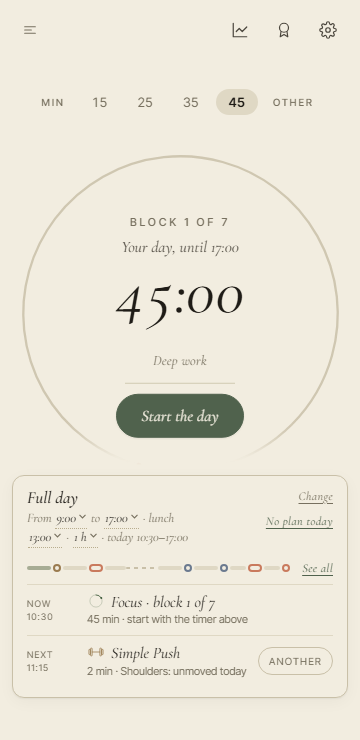 MIN 15 25 35 45 OTHER
BLOCK 1 OF 7
Your day, until 17:00
45:00
Deep work
Start the day
Full day
Change
From 9:00 to 17:00 · lunch
No plan today
13:00 · 1 h · today 10:30–17:00
See all
NOW
10:30
Focus · block 1 of 7
45 min · start with the timer above
NEXT
11:15
Simple Push
2 min · Shoulders: unmoved today
ANOTHER